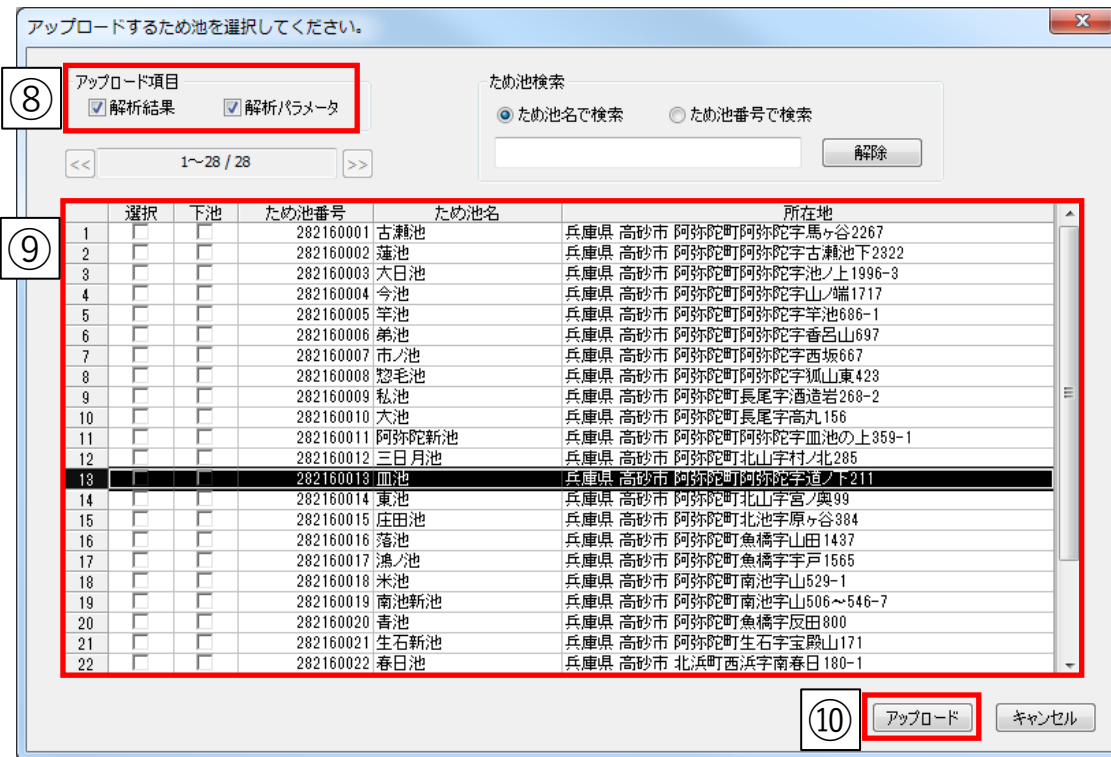 アップロードするため池を選択してください。
⑧
アップロード項目
解析結果 解析パラメータ
ため池検索
ため池名で検索 ため池番号で検索
解除
<< 1～28 / 28 >>
⑨
選択 下池 ため池番号 ため池名 所在地
1 282160001 古瀬池 兵庫県 高砂市 阿弥陀町阿弥陀字馬ヶ谷2267
2 282160002 蓮池 兵庫県 高砂市 阿弥陀町阿弥陀字古瀬池下2322
3 282160003 大日池 兵庫県 高砂市 阿弥陀町阿弥陀字池ノ上1996-3
4 282160004 今池 兵庫県 高砂市 阿弥陀町阿弥陀字山ノ端1717
5 282160005 竿池 兵庫県 高砂市 阿弥陀町阿弥陀字竿池686-1
6 282160006 弟池 兵庫県 高砂市 阿弥陀町阿弥陀字香呂山697
7 282160007 市ノ池 兵庫県 高砂市 阿弥陀町阿弥陀字西坂667
8 282160008 惣毛池 兵庫県 高砂市 阿弥陀町阿弥陀字狐山東423
9 282160009 私池 兵庫県 高砂市 阿弥陀町長尾字酒造岩268-2
10 282160010 大池 兵庫県 高砂市 阿弥陀町長尾字高丸156
11 282160011 阿弥陀新池 兵庫県 高砂市 阿弥陀町阿弥陀字皿池の上359-1
12 282160012 三日月池 兵庫県 高砂市 阿弥陀町北山字村ノ北285
13 282160013 皿池 兵庫県 高砂市 阿弥陀町阿弥陀字道ノ下211
14 282160014 東池 兵庫県 高砂市 阿弥陀町北山字宮ノ奥99
15 282160015 庄田池 兵庫県 高砂市 阿弥陀町北池字原ヶ谷384
16 282160016 落池 兵庫県 高砂市 阿弥陀町魚橋字山田1437
17 282160017 鴻ノ池 兵庫県 高砂市 阿弥陀町魚橋字宇戸1565
18 282160018 米池 兵庫県 高砂市 阿弥陀町南池字山529-1
19 282160019 南池新池 兵庫県 高砂市 阿弥陀町南池字山506～546-7
20 282160020 青池 兵庫県 高砂市 阿弥陀町魚橋字反田800
21 282160021 生石新池 兵庫県 高砂市 阿弥陀町生石字宝殿山171
22 282160022 春日池 兵庫県 高砂市 北浜町西浜字南春日180-1
⑩ アップロード キャンセル